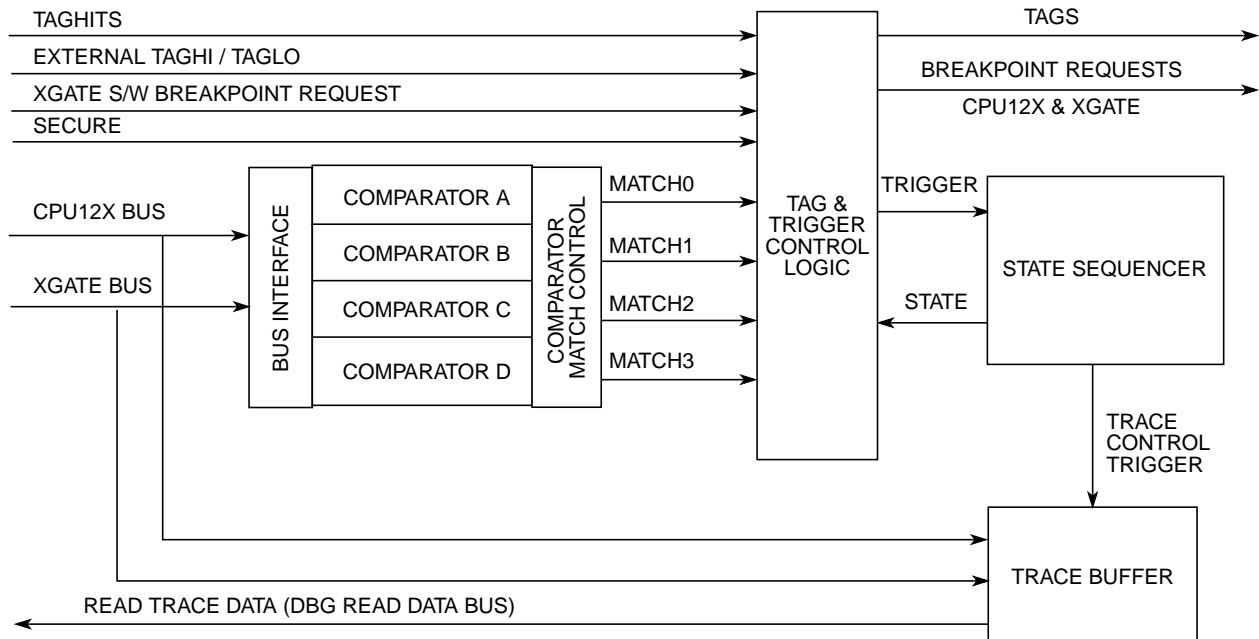 TAGHITS
EXTERNAL TAGHI / TAGLO
XGATE S/W BREAKPOINT REQUEST
SECURE
TAGS
BREAKPOINT REQUESTS
CPU12X & XGATE
CPU12X BUS
XGATE BUS
BUS INTERFACE
COMPARATOR A
COMPARATOR B
COMPARATOR C
COMPARATOR D
COMPARATOR
MATCH CONTROL
MATCH0
MATCH1
MATCH2
MATCH3
TAG &
TRIGGER
CONTROL
LOGIC
TRIGGER
STATE
STATE SEQUENCER
TRACE
CONTROL
TRIGGER
TRACE BUFFER
READ TRACE DATA (DBG READ DATA BUS)